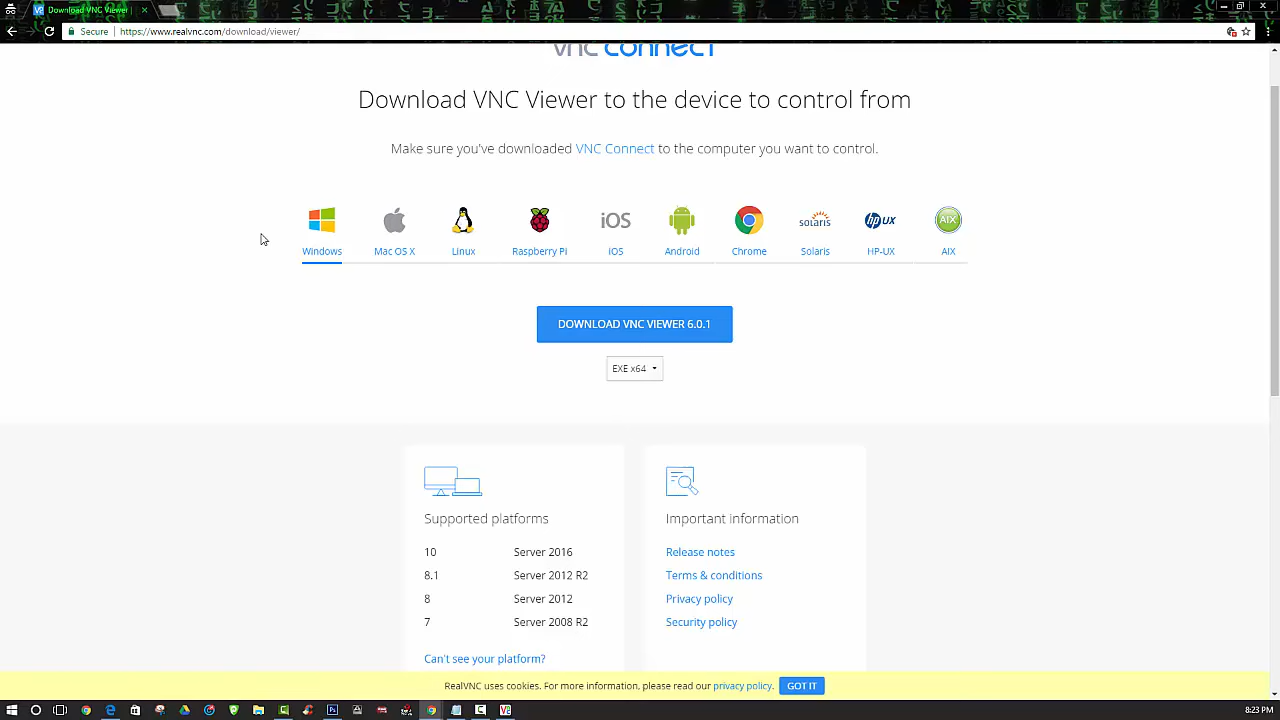 Download VNC Viewer |
Secure
https://www.realvnc.com/download/viewer/
vnc connect
Download VNC Viewer to the device to control from
Make sure you've downloaded VNC Connect to the computer you want to control.
iOS
solaris
hp UX
AIX
Windows
Mac OS X
Linux
Raspberry Pi
iOS
Android
Chrome
Solaris
HP-UX
AIX
DOWNLOAD VNC VIEWER 6.0.1
EXE x64
Supported platforms
10 Server 2016
8.1 Server 2012 R2
8 Server 2012
7 Server 2008 R2
Can't see your platform?
Important information
Release notes
Terms & conditions
Privacy policy
Security policy
RealVNC uses cookies. For more information, please read our privacy policy.
GOT IT
8:23 PM